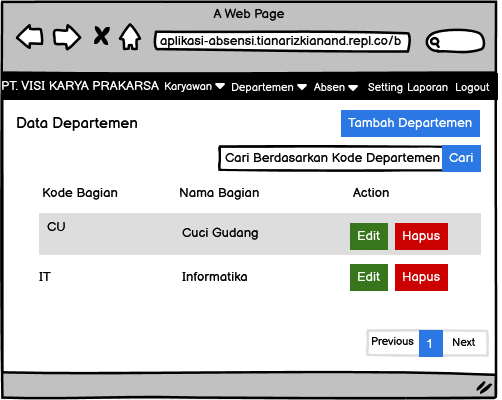 A Web Page
aplikasi-absensi.tianarizkianand.repl.co/b
PT. VISI KARYA PRAKARSA Karyawan Departemen Absen Setting Laporan Logout
Data Departemen
Tambah Departemen
Cari Berdasarkan Kode Departemen Cari
Kode Bagian Nama Bagian Action
CU Cuci Gudang Edit Hapus
IT Informatika Edit Hapus
Previous 1 Next